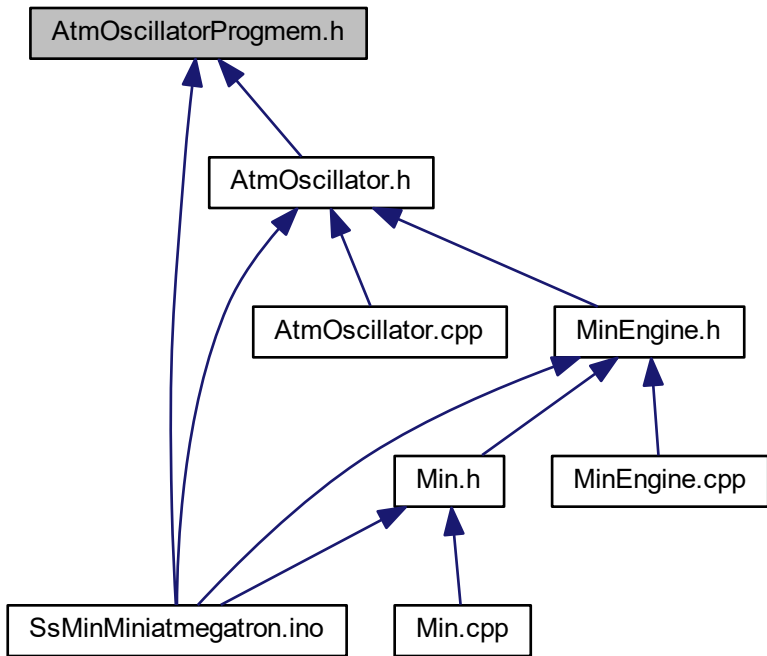 AtmOscillatorProgmem.h
AtmOscillator.h
AtmOscillator.cpp
MinEngine.h
Min.h
MinEngine.cpp
SsMinMiniatmegatron.ino
Min.cpp